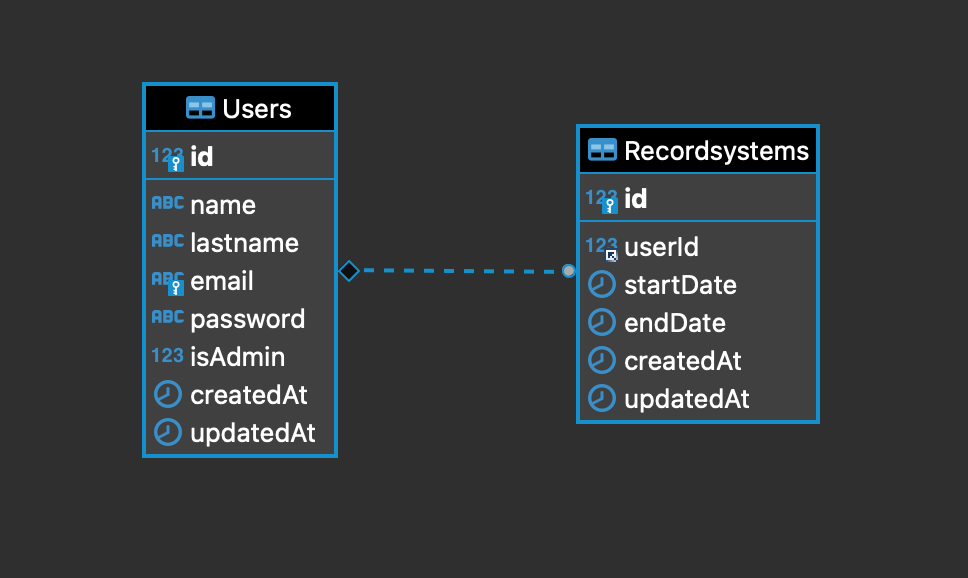 Users
123 id
ABC name
ABC lastname
ABC email
ABC password
123 isAdmin
createdAt
updatedAt
Recordsystems
123 id
123 userId
startDate
endDate
createdAt
updatedAt